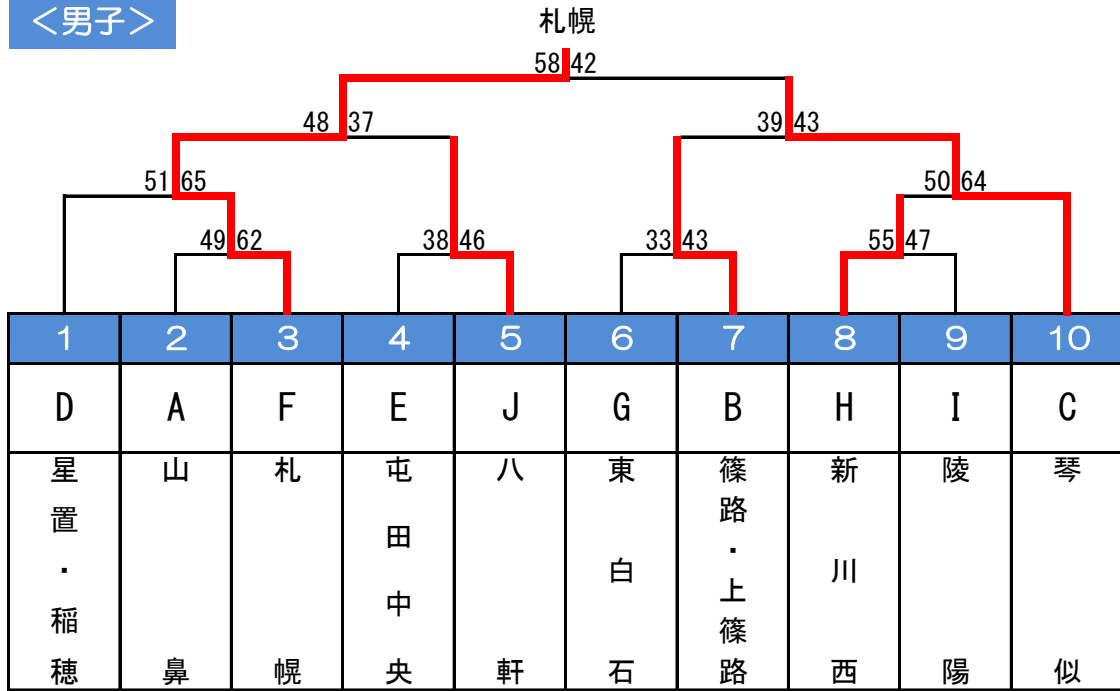 ＜男子＞
札幌
58 42
48 37
39 43
51 65
50 64
49 62
38 46
33 43
55 47
1 2 3 4 5 6 7 8 9 10
D A F E J G B H I C
星置・稲穂
山鼻
札幌
屯田中央
八軒
東白石
篠路・上篠路
新川西
陵陽
琴似